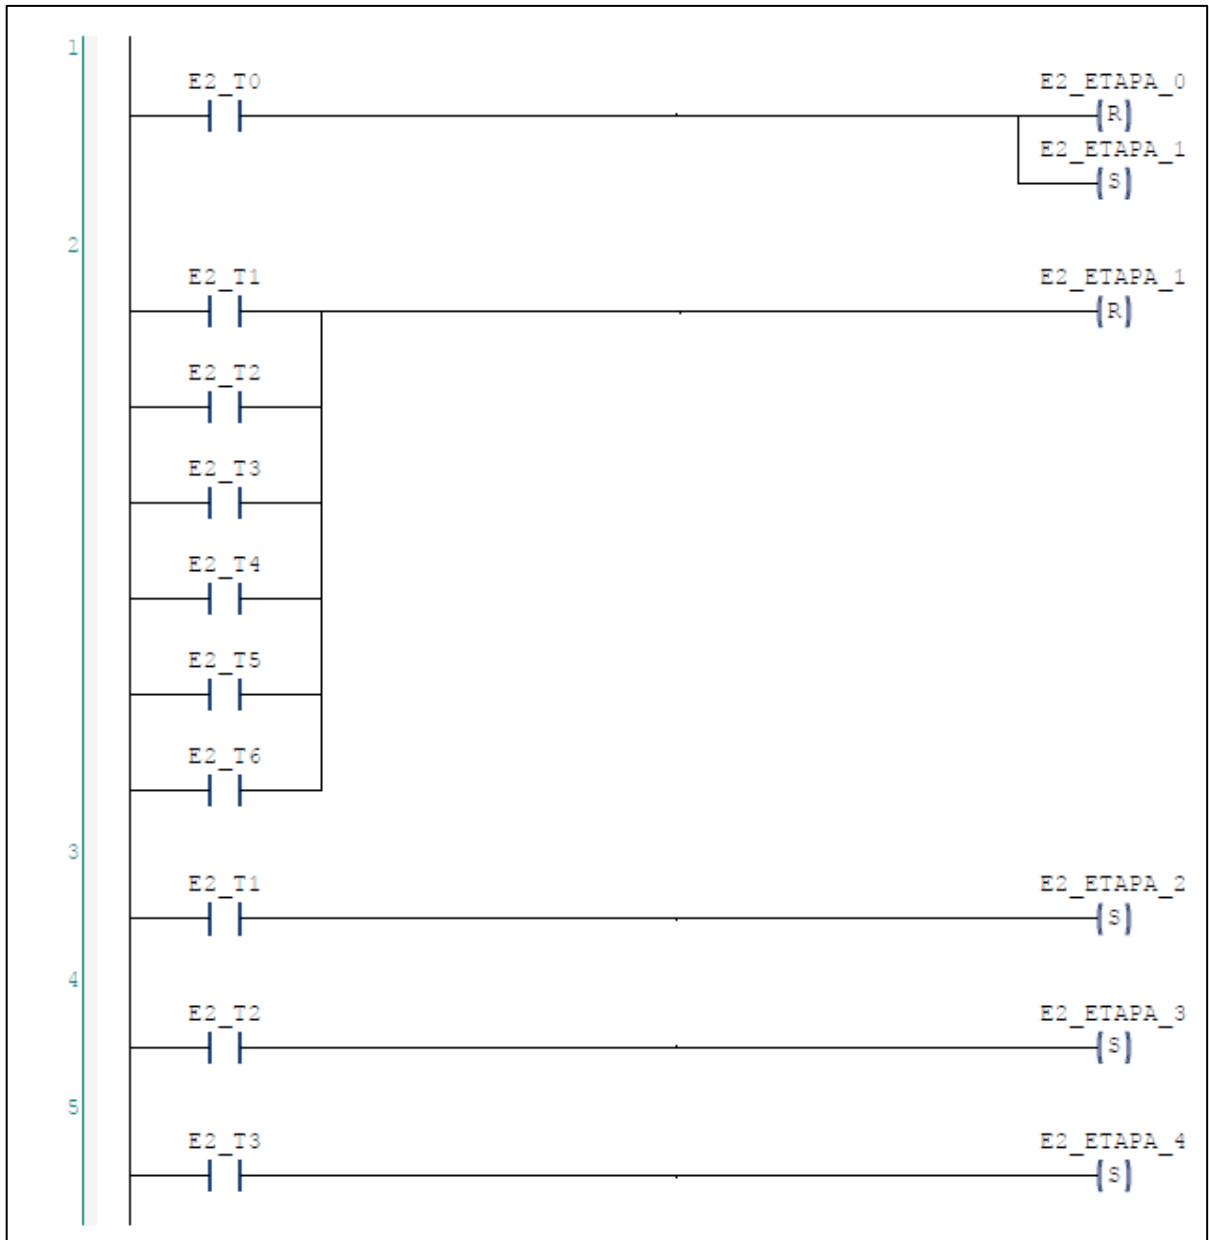 1
E2_T0 E2_ETAPA_0
(R)
E2_ETAPA_1
(S)
2
E2_T1 E2_ETAPA_1
(R)
E2_T2
E2_T3
E2_T4
E2_T5
E2_T6
3
E2_T1 E2_ETAPA_2
(S)
4
E2_T2 E2_ETAPA_3
(S)
5
E2_T3 E2_ETAPA_4
(S)